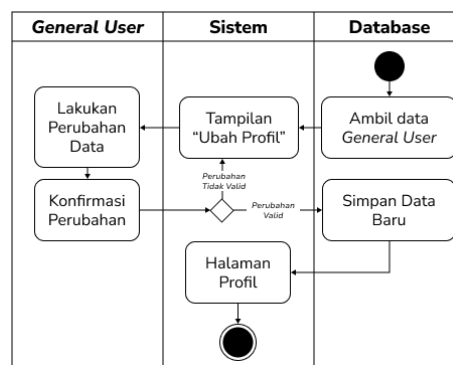 General User
Sistem
Database
Lakukan
Perubahan
Data
Tampilan
“Ubah Profil”
Ambil data
General User
Perubahan
Tidak Valid
Konfirmasi
Perubahan
Perubahan
Valid
Simpan Data
Baru
Halaman
Profil